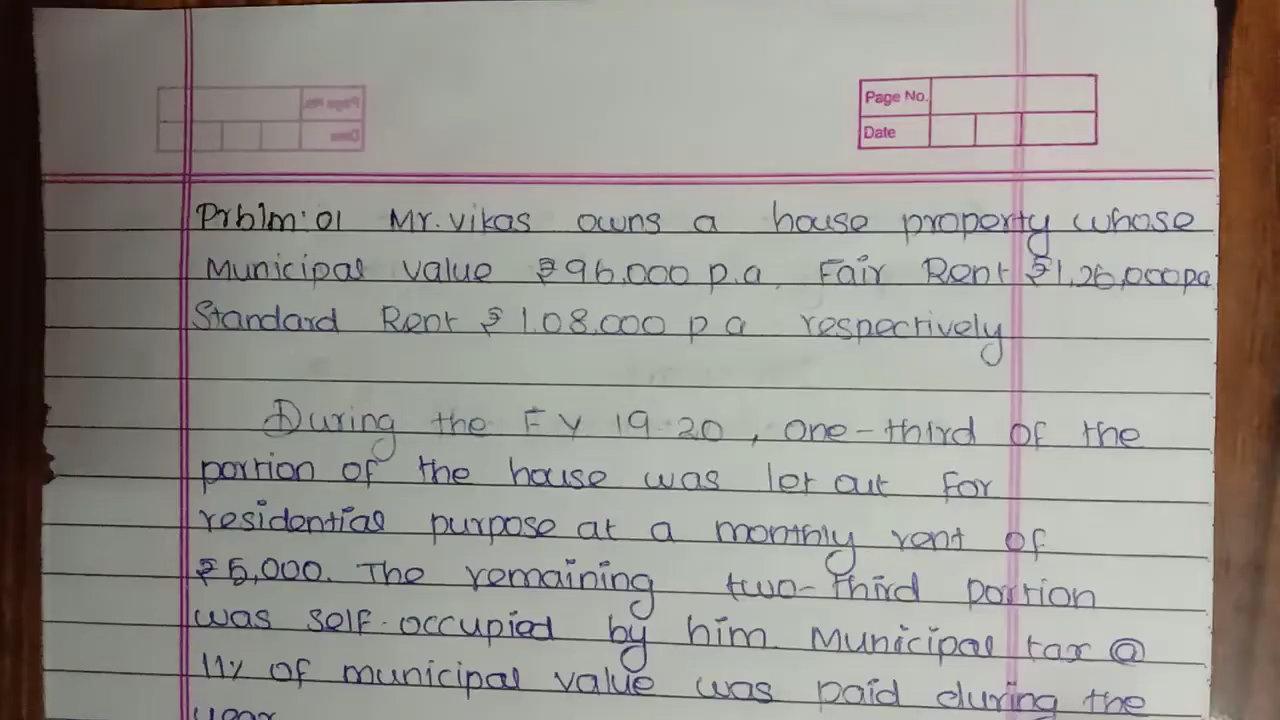 Page No.
Date
Prblm:01 Mr.vikas owns a house property whose
Municipal value ₹96,000 p.a. Fair Rent ₹1,26,000pa
Standard Rent ₹1,08,000 p a respectively
During the F Y 19-20, one-third of the
portion of the house was let out for
residential purpose at a monthly rent of
₹5,000. The remaining two-third portion
was self-occupied by him. Municipal tax @
11% of municipal value was paid during the
year